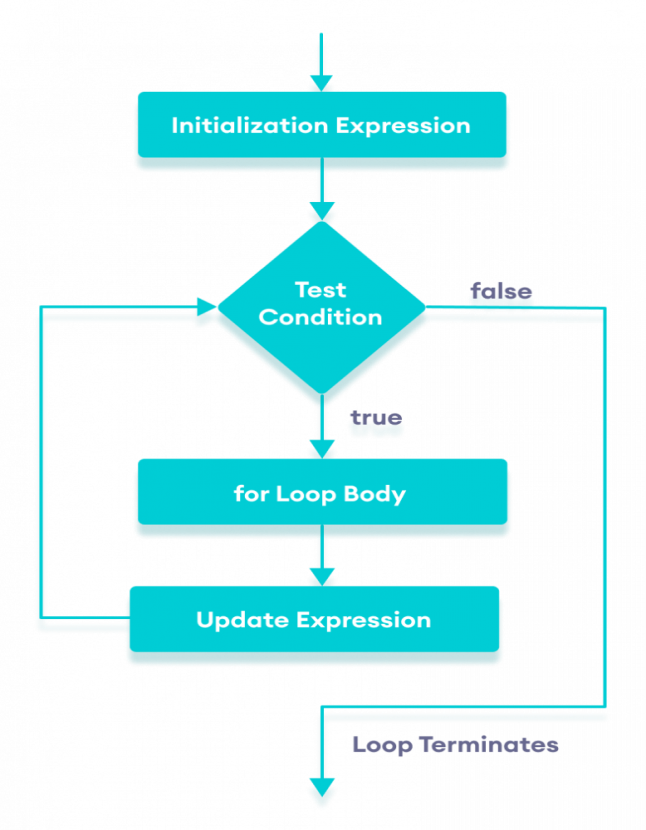 Initialization Expression
Test
Condition
false
true
for Loop Body
Update Expression
Loop Terminates